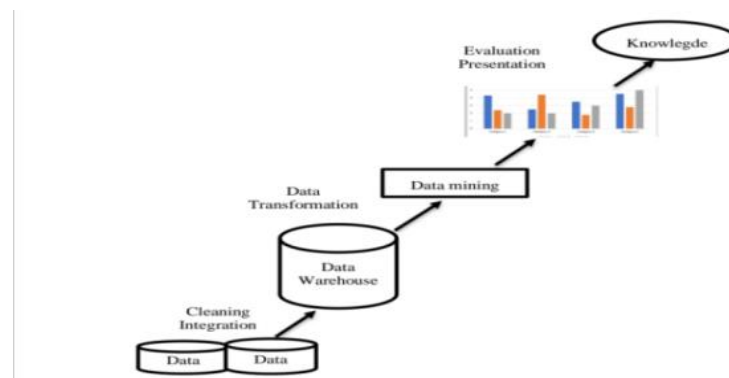 Knowlegde
Evaluation
Presentation
Data mining
Data
Transformation
Data
Warehouse
Cleaning
Integration
Data
Data